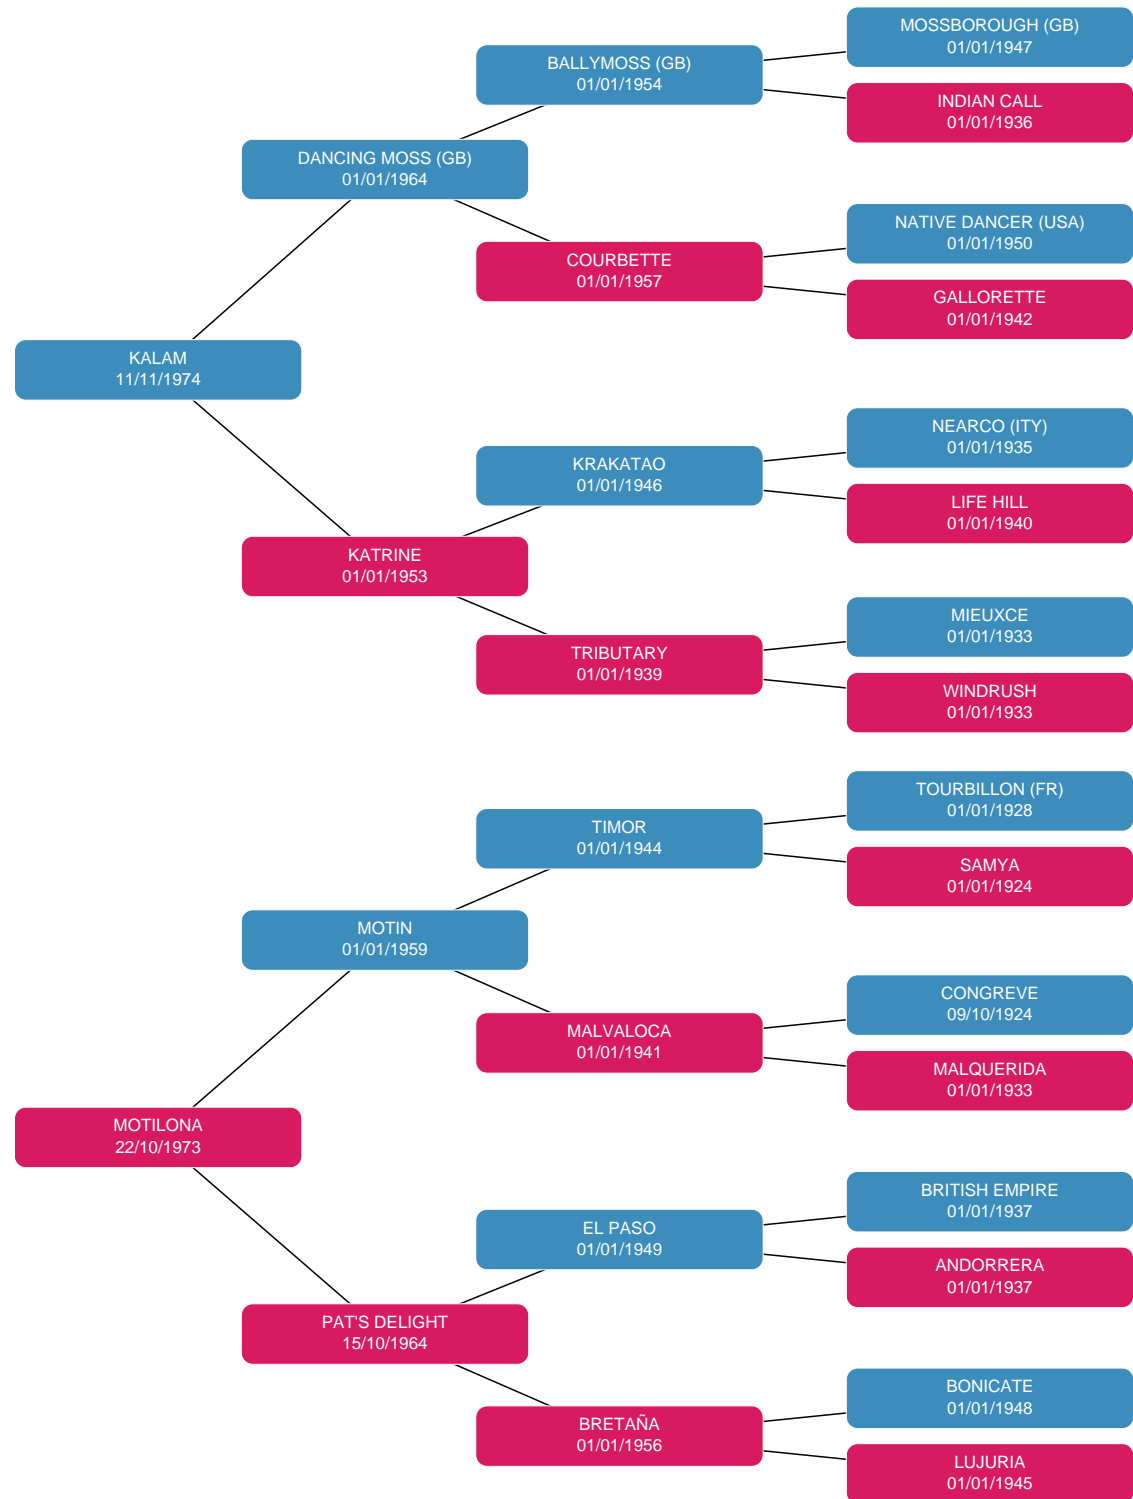 MOSSBOROUGH (GB)
01/01/1947
BALLYMOSS (GB)
01/01/1954
INDIAN CALL
01/01/1936
DANCING MOSS (GB)
01/01/1964
NATIVE DANCER (USA)
01/01/1950
COURBETTE
01/01/1957
GALLORETTE
01/01/1942
KALAM
11/11/1974
NEARCO (ITY)
01/01/1935
KRAKATAO
01/01/1946
LIFE HILL
01/01/1940
KATRINE
01/01/1953
MIEUXCE
01/01/1933
TRIBUTARY
01/01/1939
WINDRUSH
01/01/1933
TOURBILLON (FR)
01/01/1928
TIMOR
01/01/1944
SAMYA
01/01/1924
MOTIN
01/01/1959
CONGREVE
09/10/1924
MALVALOCA
01/01/1941
MALQUERIDA
01/01/1933
MOTILONA
22/10/1973
BRITISH EMPIRE
01/01/1937
EL PASO
01/01/1949
ANDORRERA
01/01/1937
PAT'S DELIGHT
15/10/1964
BONICATE
01/01/1948
BRETAÑA
01/01/1956
LUJURIA
01/01/1945